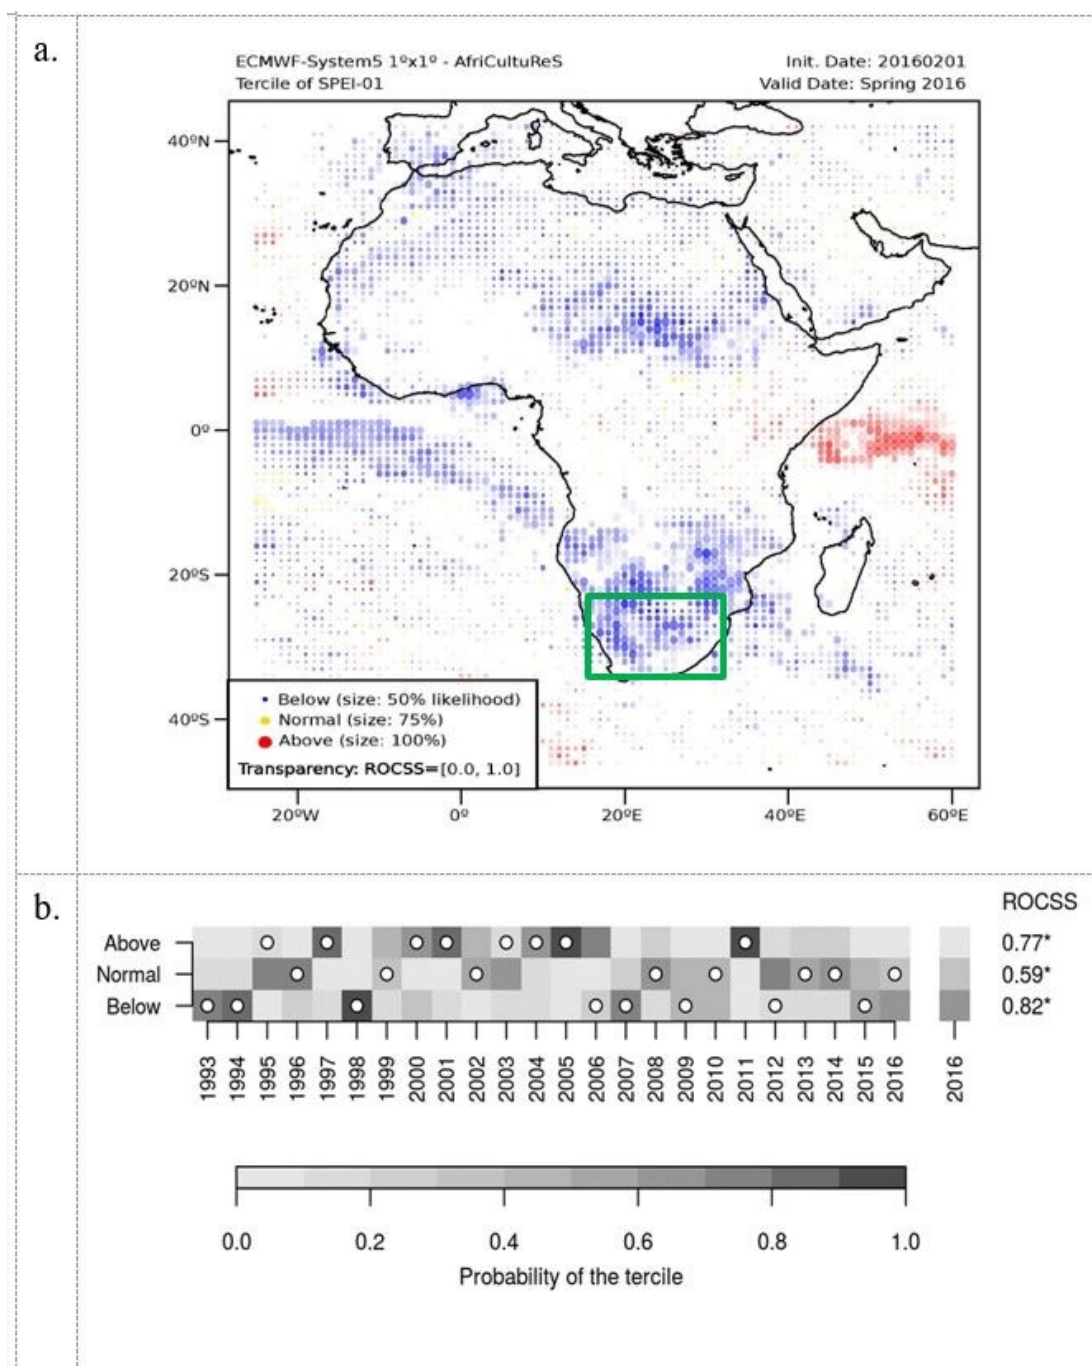 a.
ECMWF-System5 1ºx1º - AfriCultuReS
Init. Date: 20160201
Tercile of SPEI-01
Valid Date: Spring 2016
40ºN
20ºN
0º
20ºS
40ºS
Below (size: 50% likelihood)
Normal (size: 75%)
Above (size: 100%)
Transparency: ROCSS=[0.0, 1.0]
20ºW 0º 20ºE 40ºE 60ºE
b.
ROCSS
Above 0.77*
Normal 0.59*
Below 0.82*
1993 1994 1995 1996 1997 1998 1999 2000 2001 2002 2003 2004 2005 2006 2007 2008 2009 2010 2011 2012 2013 2014 2015 2016 2016
0.0 0.2 0.4 0.6 0.8 1.0
Probability of the tercile